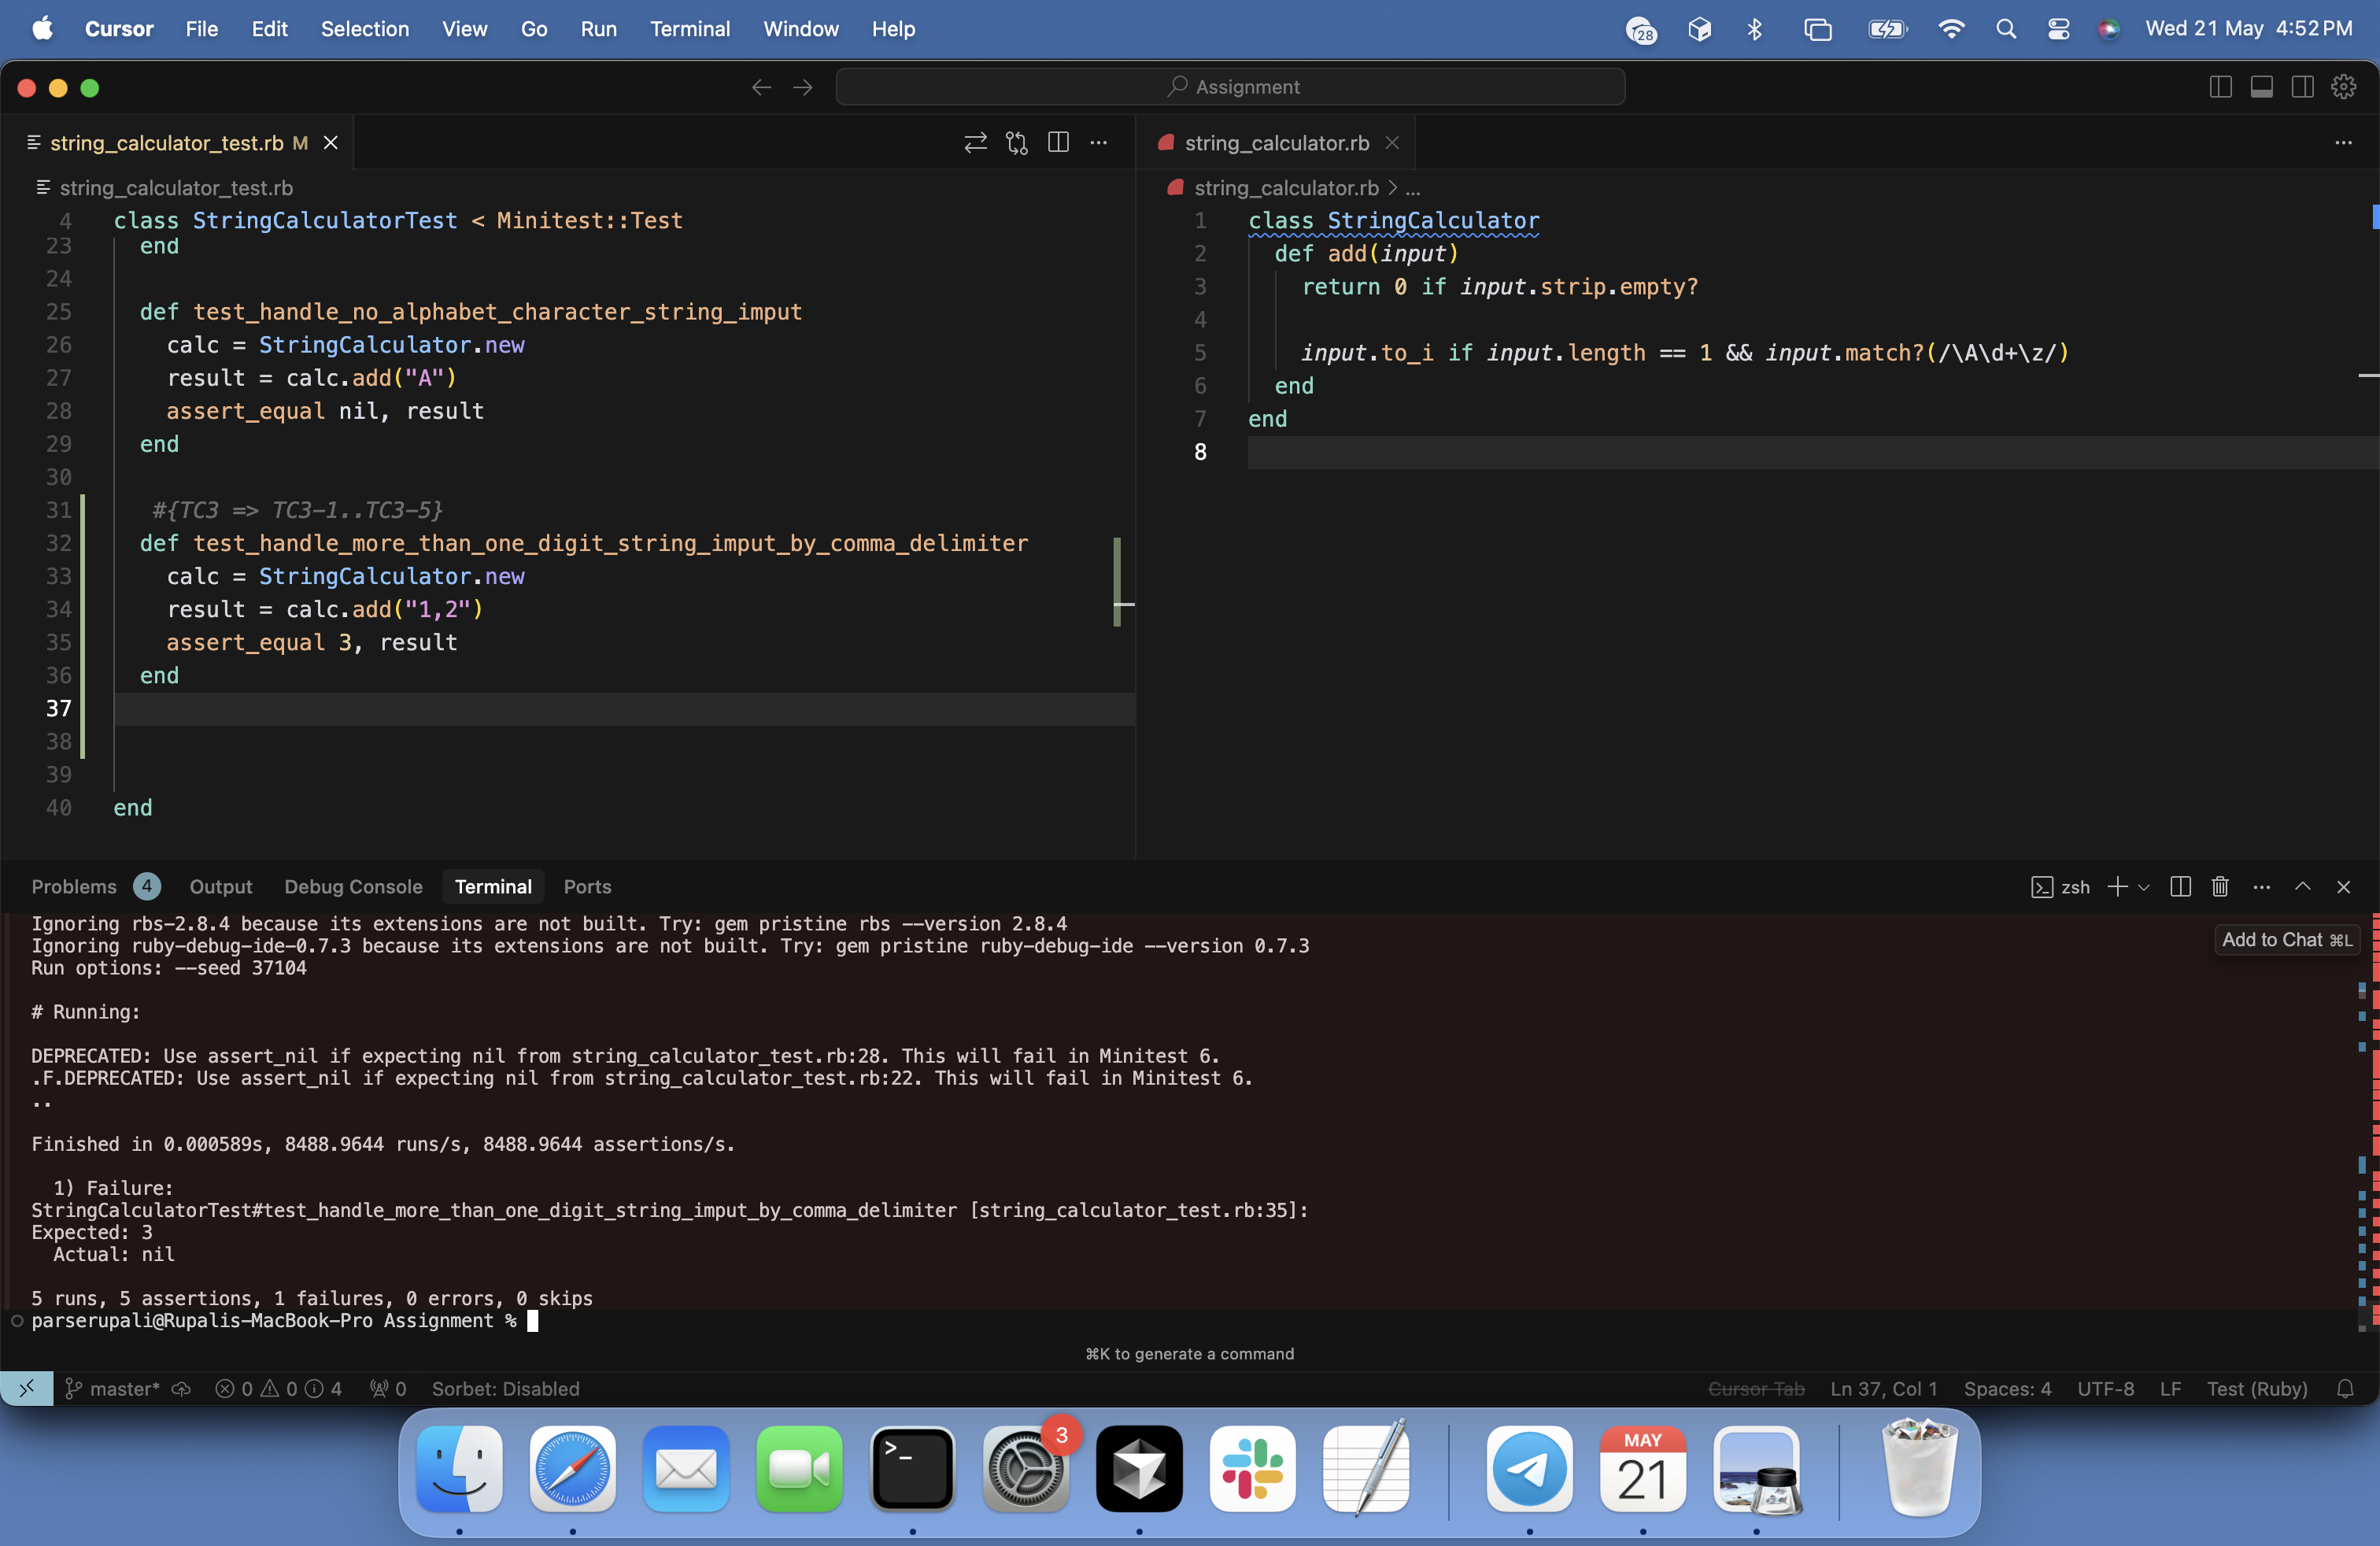 Cursor File Edit Selection View Go Run Terminal Window Help 28 Wed 21 May 4:52 PM
Assignment
string_calculator_test.rb M
string_calculator_test.rb
4 class StringCalculatorTest < Minitest::Test
23 end
24
25 def test_handle_no_alphabet_character_string_imput
26 calc = StringCalculator.new
27 result = calc.add("A")
28 assert_equal nil, result
29 end
30
31 #{TC3 => TC3-1..TC3-5}
32 def test_handle_more_than_one_digit_string_imput_by_comma_delimiter
33 calc = StringCalculator.new
34 result = calc.add("1,2")
35 assert_equal 3, result
36 end
37
38
39
40 end
string_calculator.rb
string_calculator.rb > ...
1 class StringCalculator
2 def add(input)
3 return 0 if input.strip.empty?
4
5 input.to_i if input.length == 1 && input.match?(/\A\d+\z/)
6 end
7 end
8
Problems 4 Output Debug Console Terminal Ports zsh
Ignoring rbs-2.8.4 because its extensions are not built. Try: gem pristine rbs --version 2.8.4
Add to Chat ⌘L
Ignoring ruby-debug-ide-0.7.3 because its extensions are not built. Try: gem pristine ruby-debug-ide --version 0.7.3
Run options: --seed 37104
# Running:
DEPRECATED: Use assert_nil if expecting nil from string_calculator_test.rb:28. This will fail in Minitest 6.
.F.DEPRECATED: Use assert_nil if expecting nil from string_calculator_test.rb:22. This will fail in Minitest 6.
..
Finished in 0.000589s, 8488.9644 runs/s, 8488.9644 assertions/s.
1) Failure:
StringCalculatorTest#test_handle_more_than_one_digit_string_imput_by_comma_delimiter [string_calculator_test.rb:35]:
Expected: 3
Actual: nil
5 runs, 5 assertions, 1 failures, 0 errors, 0 skips
parserupali@Rupalis-MacBook-Pro Assignment %
⌘K to generate a command
master* 0 0 4 0 Sorbet: Disabled Cursor Tab Ln 37, Col 1 Spaces: 4 UTF-8 LF Test (Ruby)
3
MAY
21